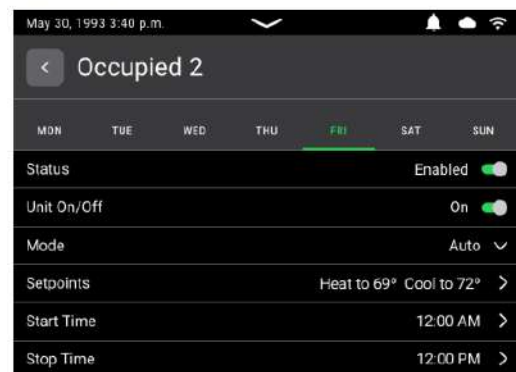 May 30, 1993 3:40 p.m.
Occupied 2
MON TUE WED THU FRI SAT SUN
Status Enabled
Unit On/Off On
Mode Auto
Setpoints Heat to 69° Cool to 72°
Start Time 12:00 AM
Stop Time 12:00 PM